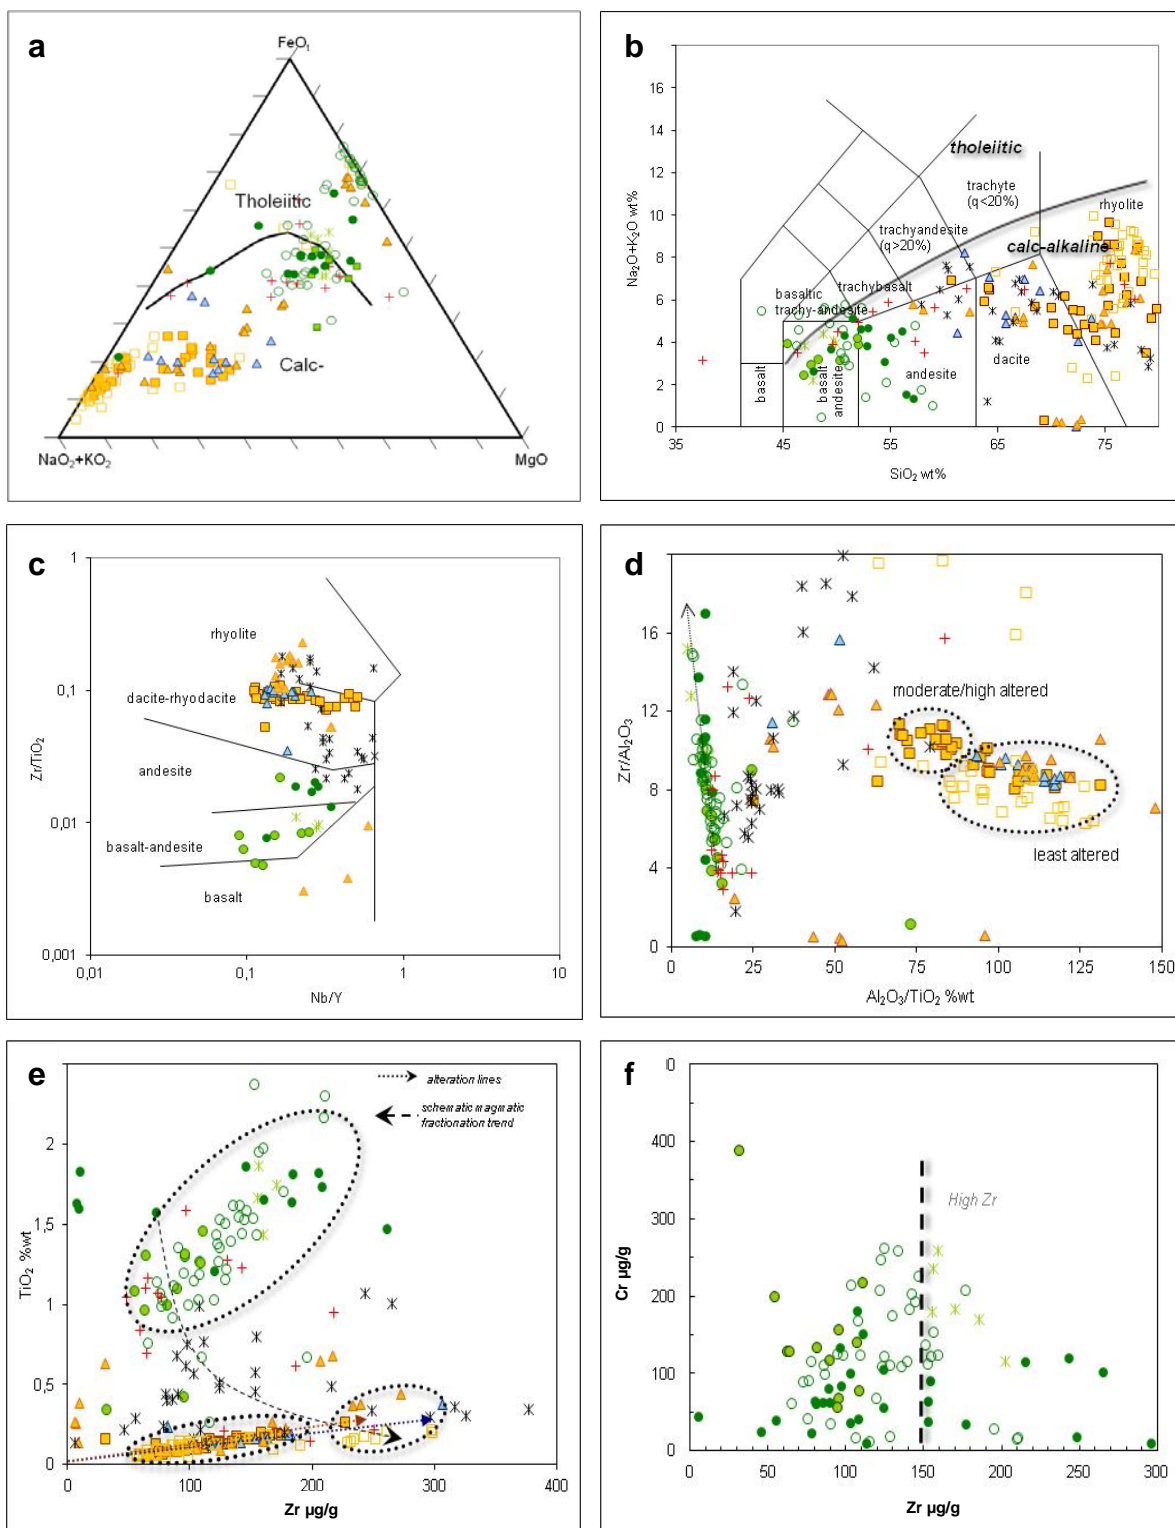 a
FeOt
Tholeiitic
Calc-
NaO2+KO2
MgO
b
Na2O+K2O wt%
16
14
12
10
8
6
4
2
0
tholeiitic
trachyte
(q<20%)
rhyolite
trachyandesite
(q>20%)
calc-alkaline
trachybasalt
basaltic
trachy-andesite
basalt
basalt
andesite
andesite
dacite
35
45
55
65
75
SiO2 wt%
c
Zr/TiO2
1
0,1
0,01
0,001
rhyolite
dacite-rhyodacite
andesite
basalt-andesite
basalt
0,01
0,1
1
10
Nb/Y
d
Zr/Al2O3
16
12
8
4
0
moderate/high altered
least altered
0
25
50
75
100
125
150
Al2O3/TiO2 %wt
e
TiO2 %wt
2
1,5
1
0,5
0
alteration lines
schematic magmatic
fractionation trend
0
100
200
300
400
Zr µg/g
f
Cr µg/g
0
400
300
200
100
0
High Zr
0
50
100
150
200
250
300
Zr µg/g